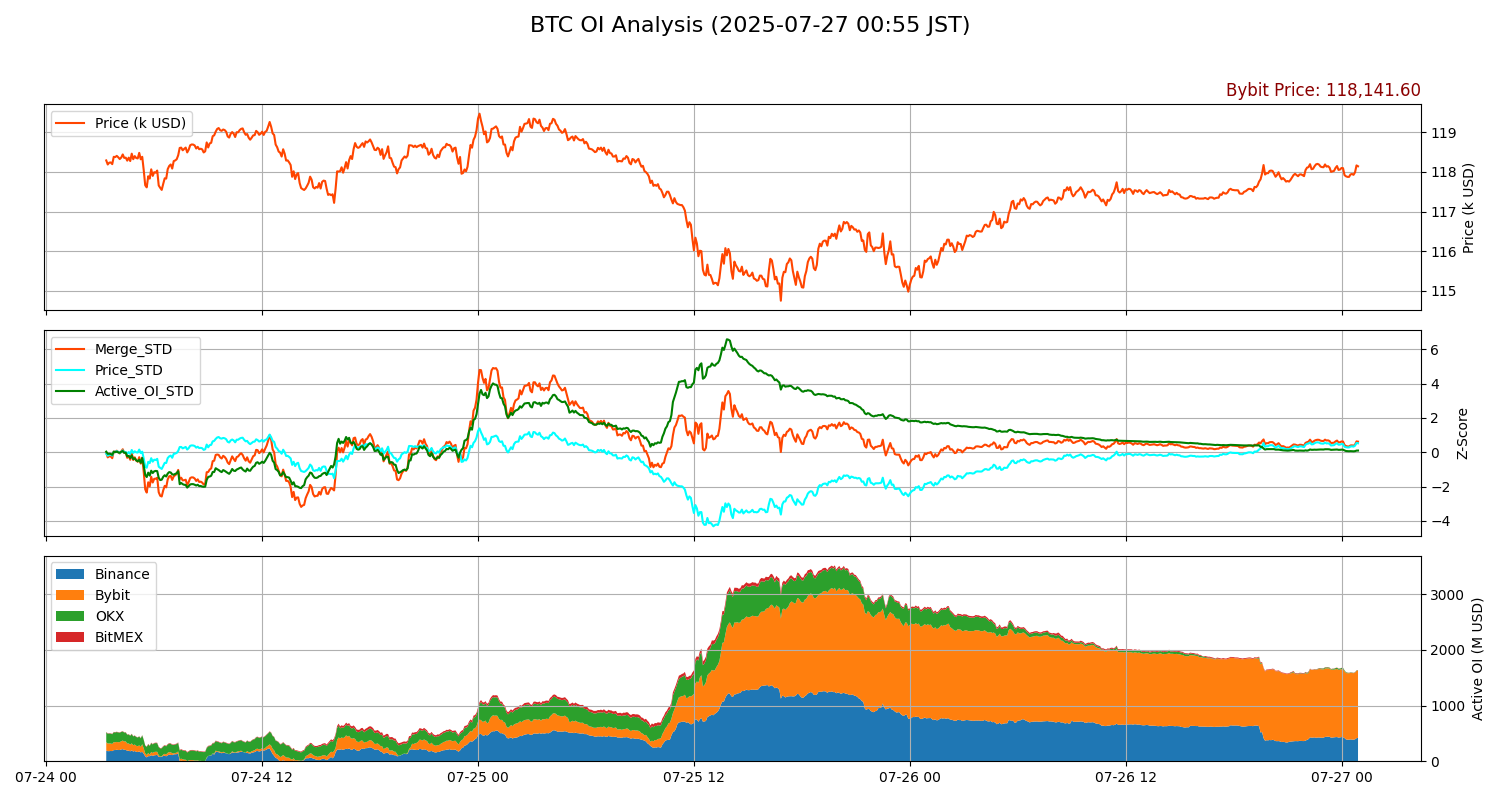 BTC OI Analysis (2025-07-27 00:55 JST)
Bybit Price: 118,141.60
Price (k USD)
119
118
117
116
115
Price (k USD)
Merge_STD
Price_STD
Active_OI_STD
6
4
2
0
−2
−4
Z-Score
Binance
Bybit
OKX
BitMEX
3000
2000
1000
0
Active OI (M USD)
07-24 00
07-24 12
07-25 00
07-25 12
07-26 00
07-26 12
07-27 00